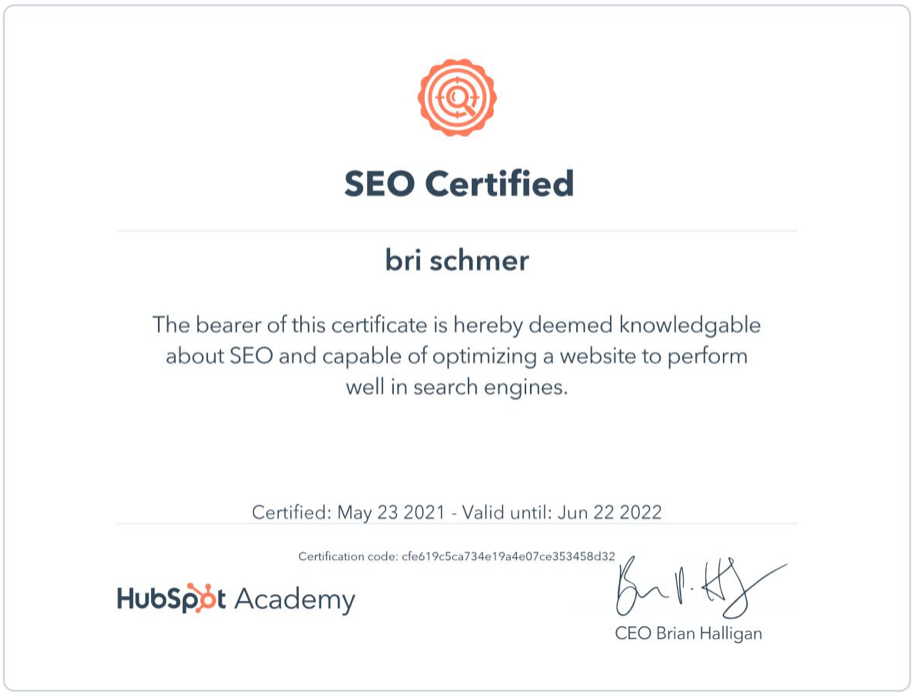 SEO Certified
bri schmer
The bearer of this certificate is hereby deemed knowledgable
about SEO and capable of optimizing a website to perform
well in search engines.
Certified: May 23 2021 - Valid until: Jun 22 2022
Certification code: cfe619c5ca734e19a4e07ce353458d32
HubSpot Academy
CEO Brian Halligan